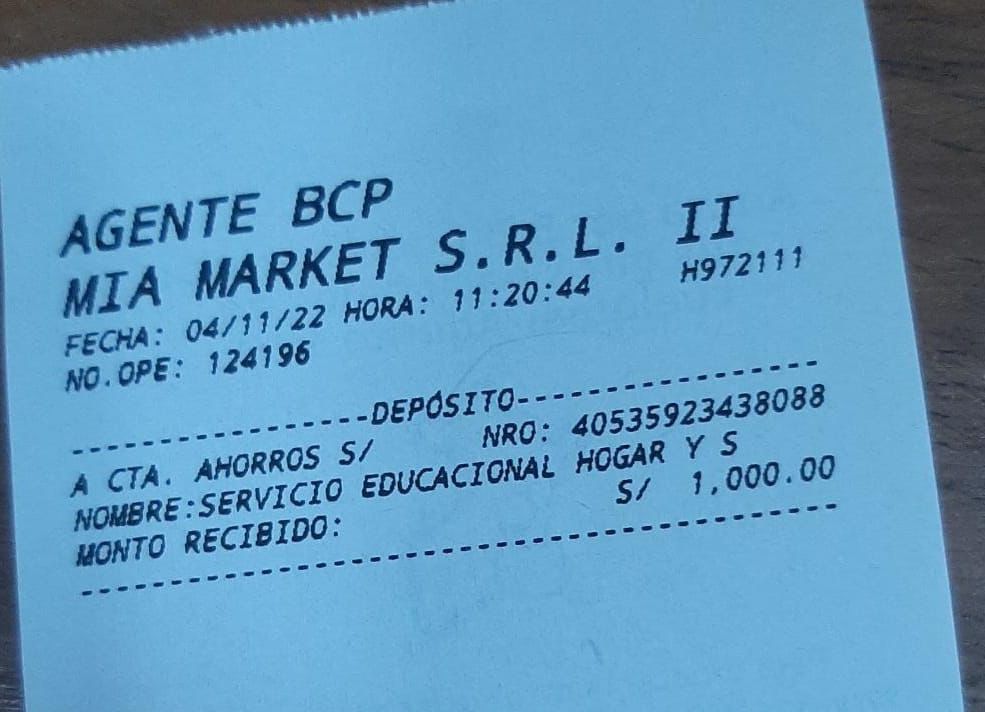 AGENTE BCP
MIA MARKET S.R.L. II
FECHA: 04/11/22 HORA: 11:20:44 H972111
NO.OPE: 124196
-----------------DEPÓSITO-----------------
A CTA. AHORROS S/ NRO: 40535923438088
NOMBRE:SERVICIO EDUCACIONAL HOGAR Y S
MONTO RECIBIDO: S/ 1,000.00
------------------------------------------